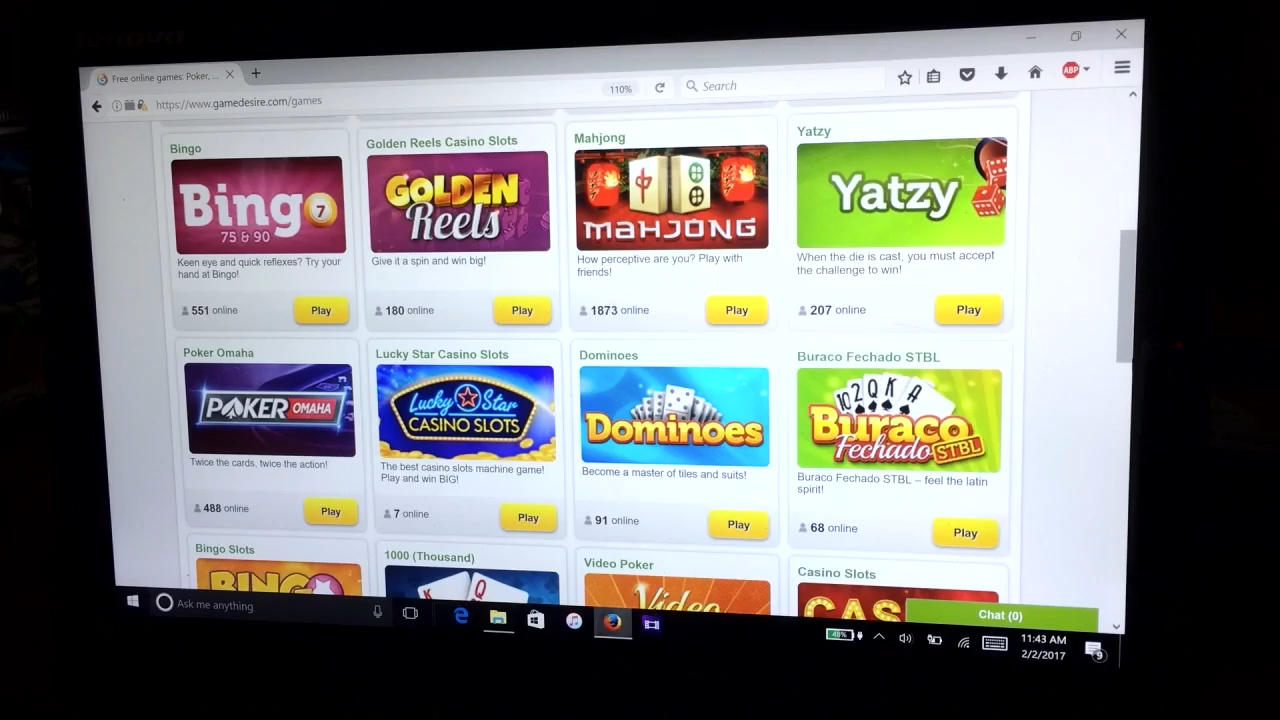 lenovo
Free online games: Poker, ...
https://www.gamedesire.com/games
110%
Search
ABP
Bingo
Bingo 7
75 & 90
Keen eye and quick reflexes? Try your
hand at Bingo!
551 online
Play
Golden Reels Casino Slots
GOLDEN
Reels
Give it a spin and win big!
180 online
Play
Mahjong
MAHJONG
How perceptive are you? Play with
friends!
1873 online
Play
Yatzy
Yatzy
When the die is cast, you must accept
the challenge to win!
207 online
Play
Poker Omaha
POKER OMAHA
Twice the cards, twice the action!
488 online
Play
Lucky Star Casino Slots
Lucky Star
CASINO SLOTS
The best casino slots machine game!
Play and win BIG!
7 online
Play
Dominoes
Dominoes
Become a master of tiles and suits!
91 online
Play
Buraco Fechado STBL
10 2 Q K A
Buraco
Fechado STBL
Buraco Fechado STBL – feel the latin
spirit!
68 online
Play
Bingo Slots
BINGO
1000 (Thousand)
K Q
Video Poker
Video
Casino Slots
CAS
Chat (0)
Ask me anything
48%
11:43 AM
2/2/2017
9